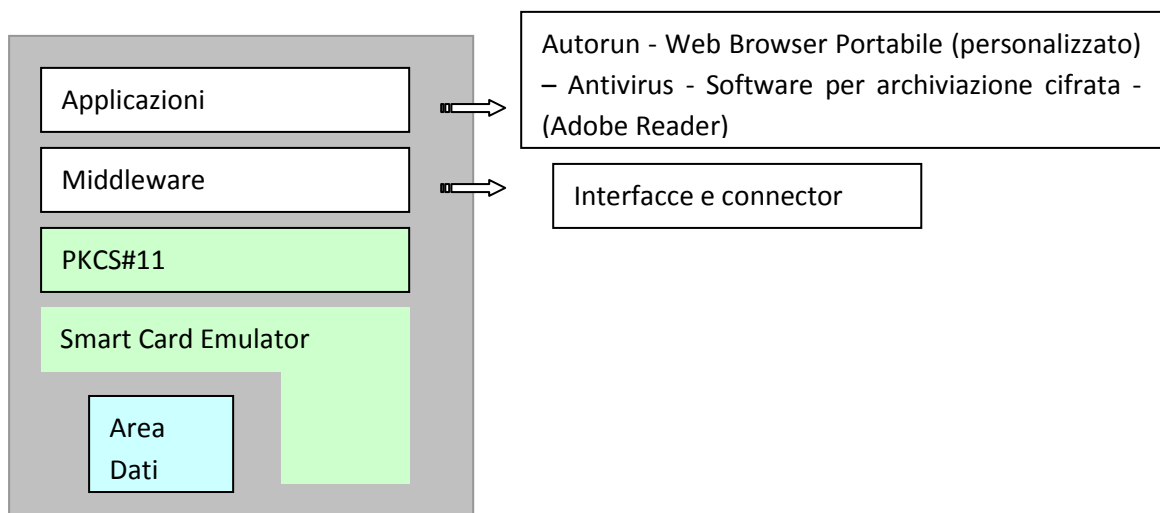 Applicazioni
Autorun - Web Browser Portabile (personalizzato)
– Antivirus - Software per archiviazione cifrata -
(Adobe Reader)
Middleware
Interfacce e connector
PKCS#11
Smart Card Emulator
Area
Dati